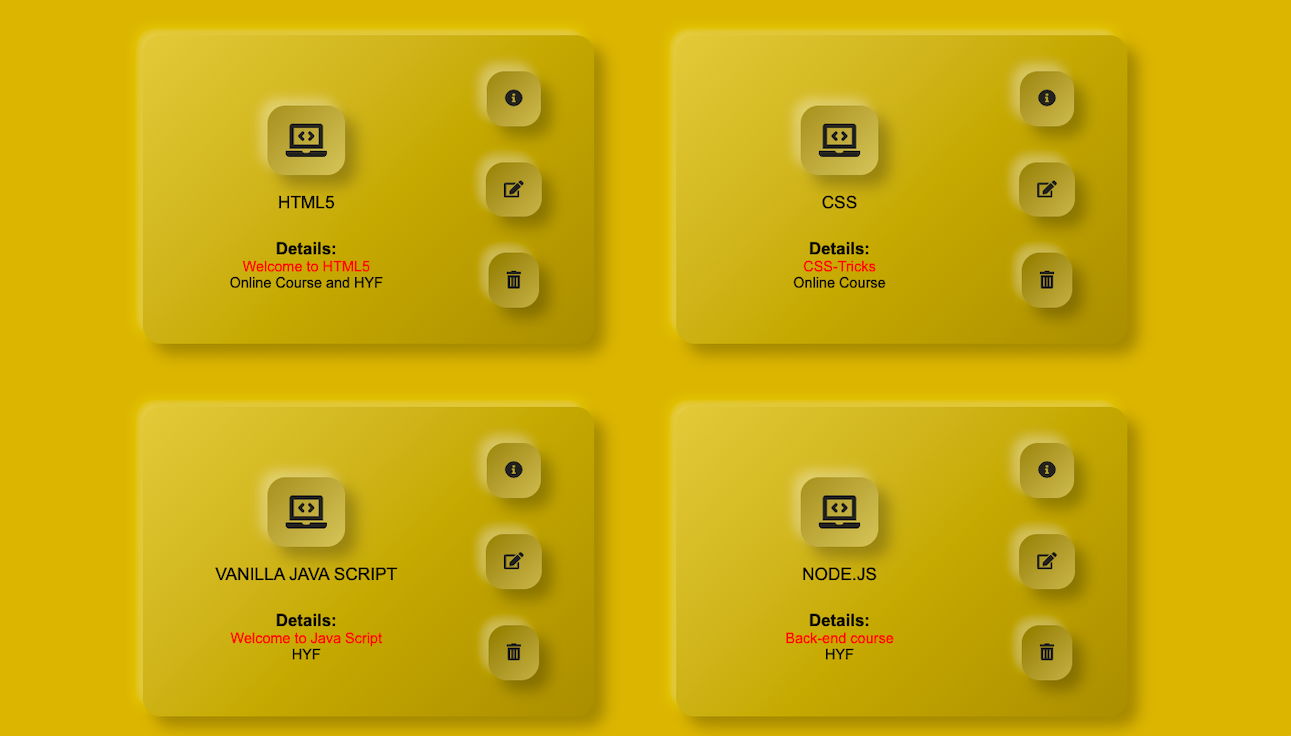 HTML5
Details:
Welcome to HTML5
Online Course and HYF
CSS
Details:
CSS-Tricks
Online Course
VANILLA JAVA SCRIPT
Details:
Welcome to Java Script
HYF
NODE.JS
Details:
Back-end course
HYF